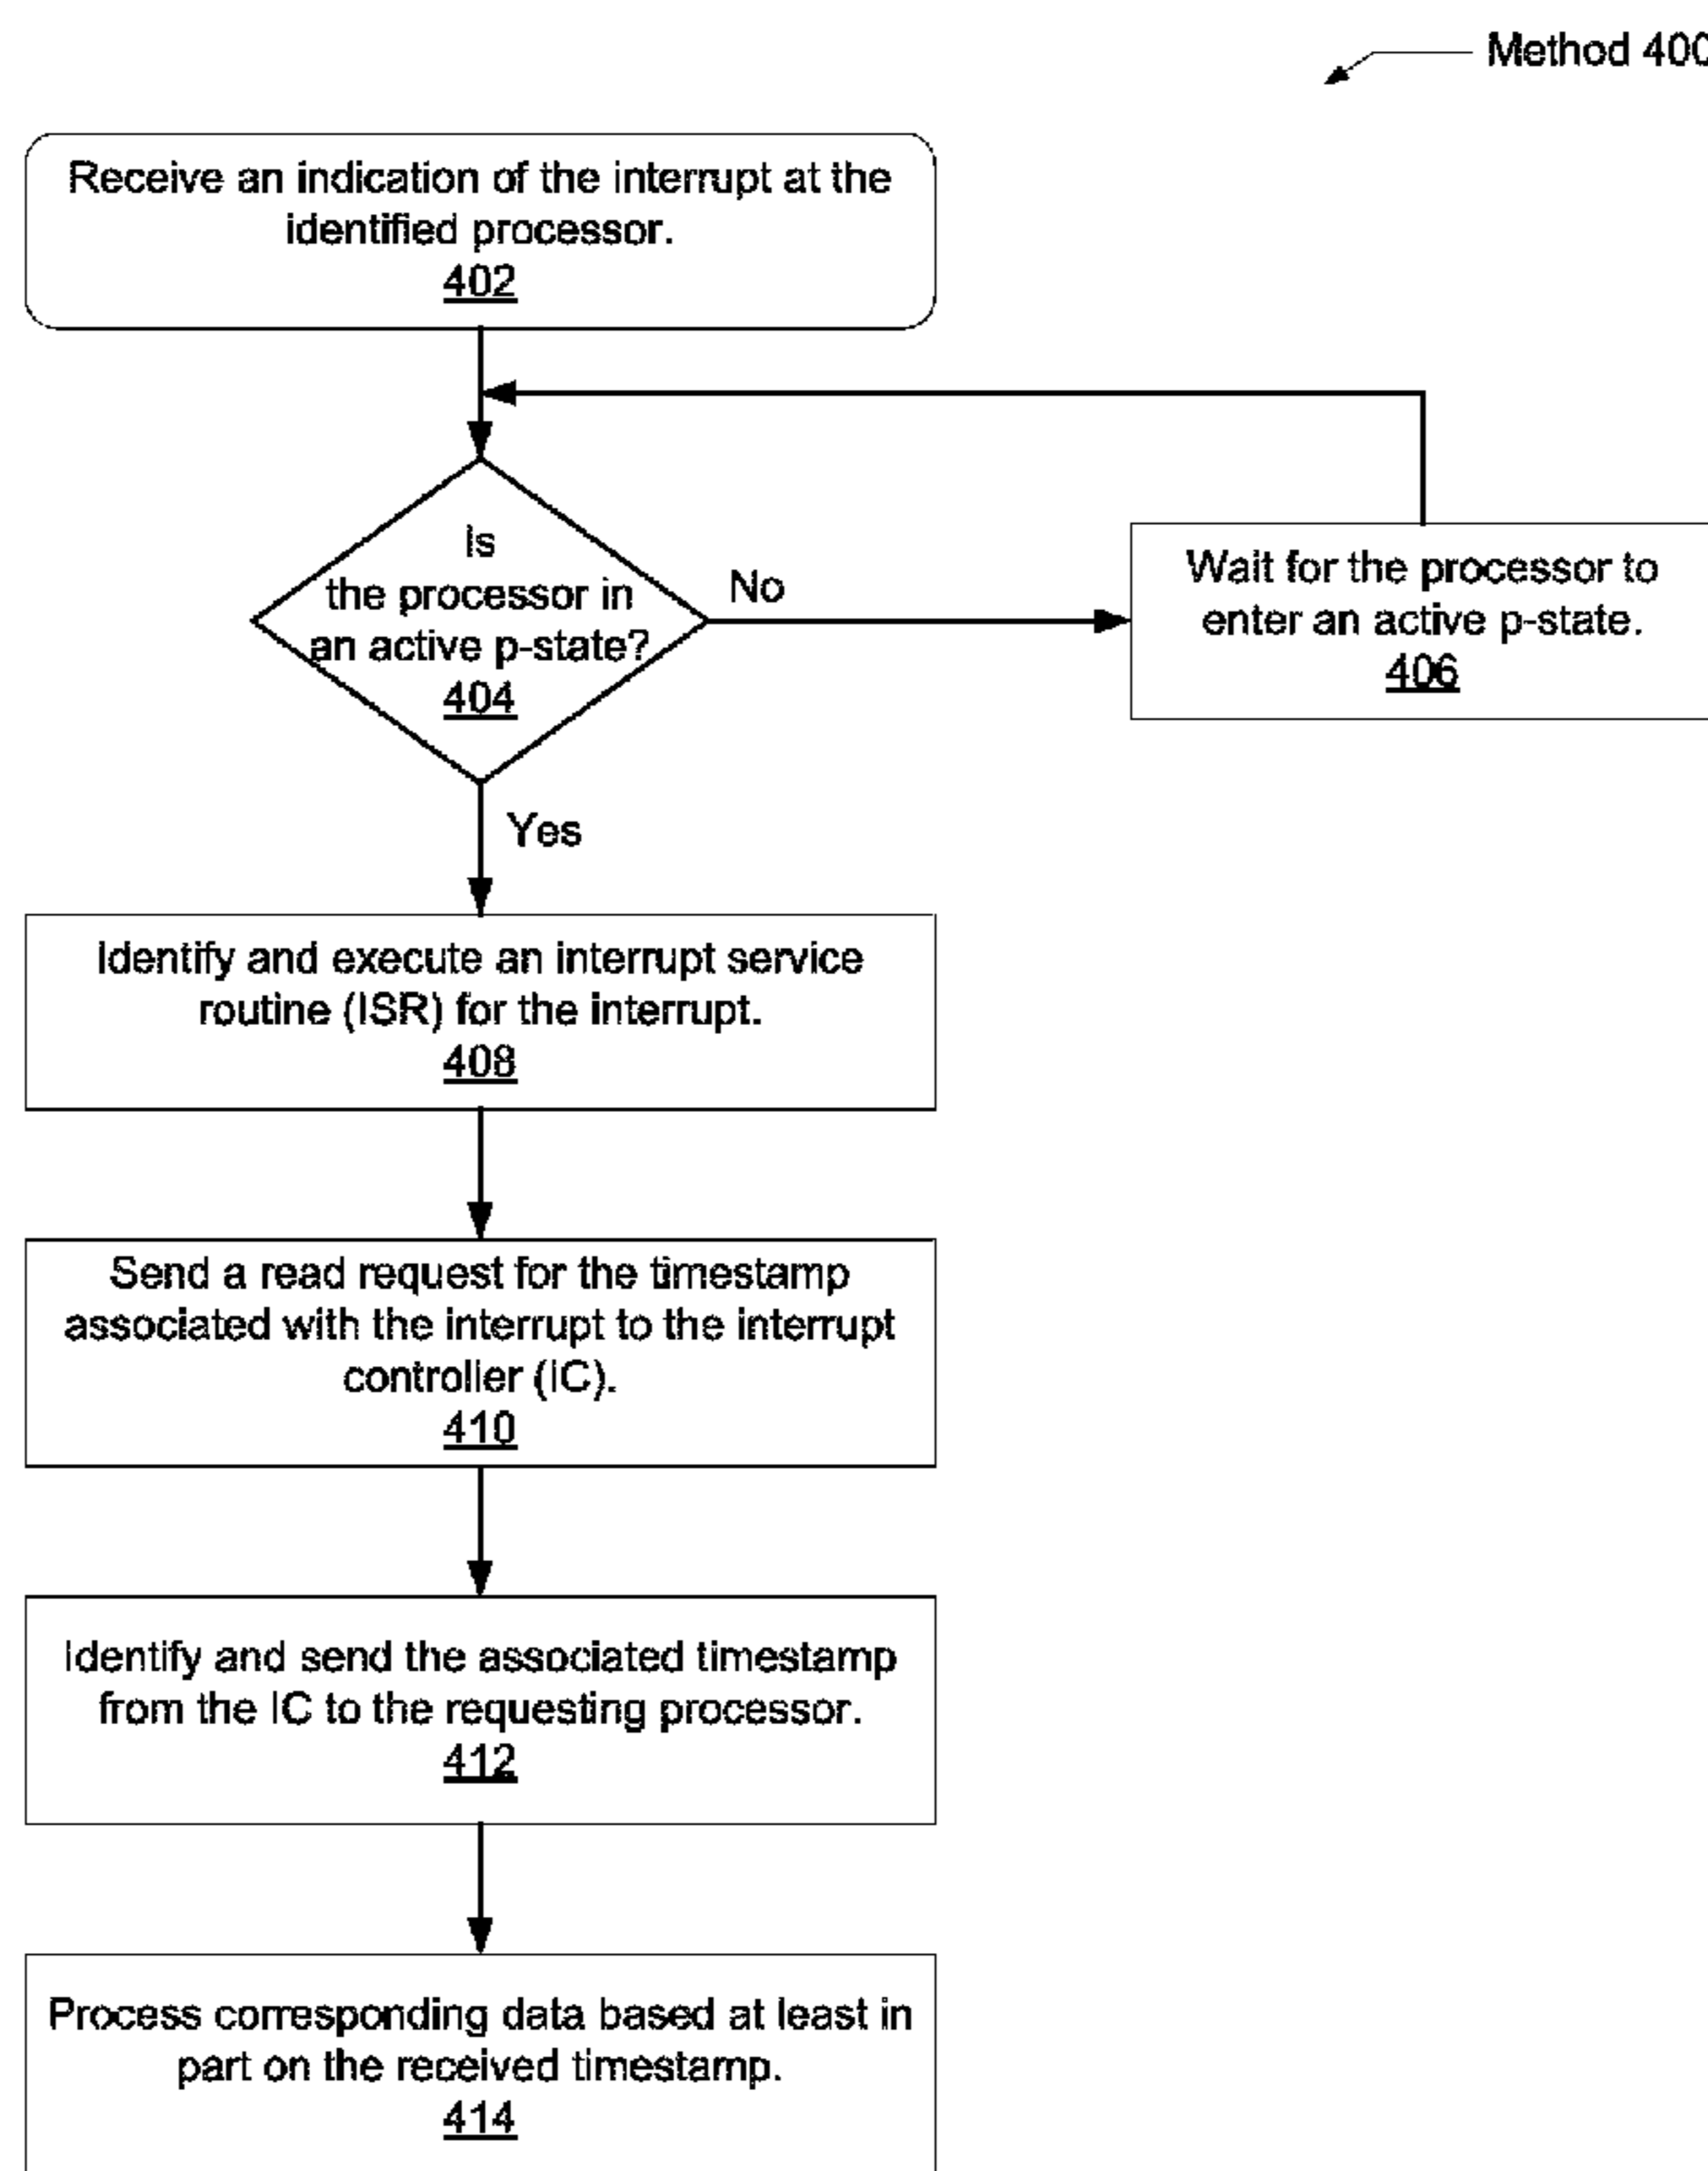 Method 400
Receive an indication of the interrupt at the
identified processor.
402
Is
the processor in
an active p-state?
404
No
Wait for the processor to
enter an active p-state.
406
Yes
Identify and execute an interrupt service
routine (ISR) for the interrupt.
408
Send a read request for the timestamp
associated with the interrupt to the interrupt
controller (IC).
410
Identify and send the associated timestamp
from the IC to the requesting processor.
412
Process corresponding data based at least in
part on the received timestamp.
414